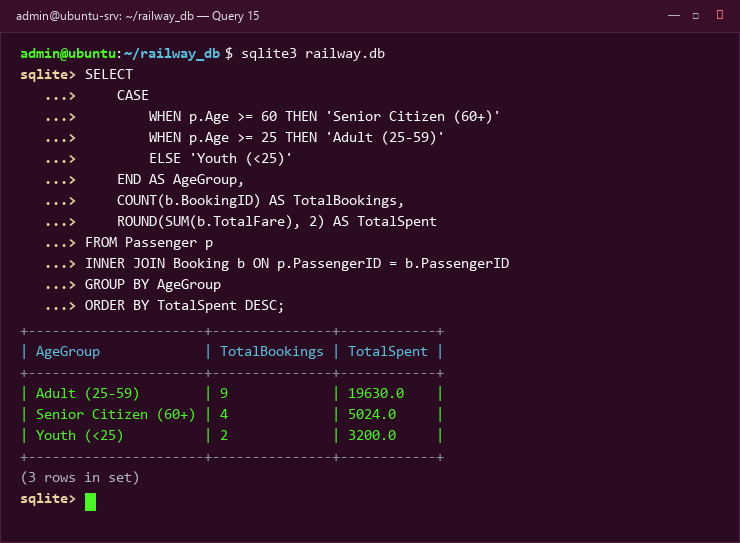 admin@ubuntu-srv: ~/railway_db — Query 15
admin@ubuntu:~/railway_db $ sqlite3 railway.db
sqlite> SELECT
   ...>     CASE
   ...>         WHEN p.Age >= 60 THEN 'Senior Citizen (60+)'
   ...>         WHEN p.Age >= 25 THEN 'Adult (25-59)'
   ...>         ELSE 'Youth (<25)'
   ...>     END AS AgeGroup,
   ...>     COUNT(b.BookingID) AS TotalBookings,
   ...>     ROUND(SUM(b.TotalFare), 2) AS TotalSpent
   ...> FROM Passenger p
   ...> INNER JOIN Booking b ON p.PassengerID = b.PassengerID
   ...> GROUP BY AgeGroup
   ...> ORDER BY TotalSpent DESC;
+----------------------+---------------+------------+
| AgeGroup             | TotalBookings | TotalSpent |
+----------------------+---------------+------------+
| Adult (25-59)        | 9             | 19630.0    |
| Senior Citizen (60+) | 4             | 5024.0     |
| Youth (<25)          | 2             | 3200.0     |
+----------------------+---------------+------------+
(3 rows in set)
sqlite>